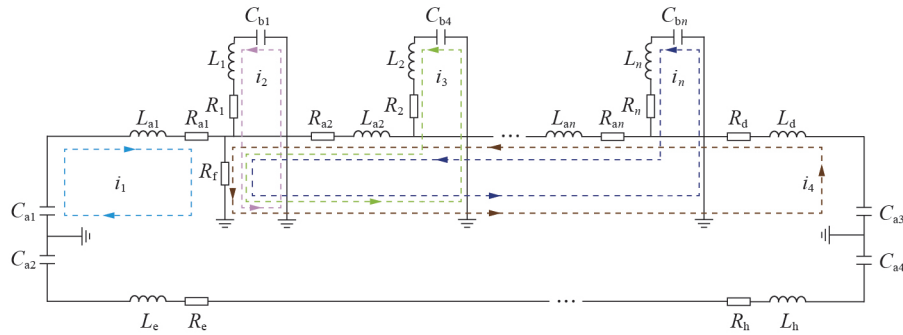 C_b1 C_b4 C_bn
L_1 i_2 L_2 i_3 L_n i_n
R_1 R_2 R_n
L_a1 R_a1 R_a2 L_a2 ... L_an R_an R_d L_d
i_1 R_f i_4
C_a1 C_a3
C_a2 C_a4
...
L_e R_e R_h L_h